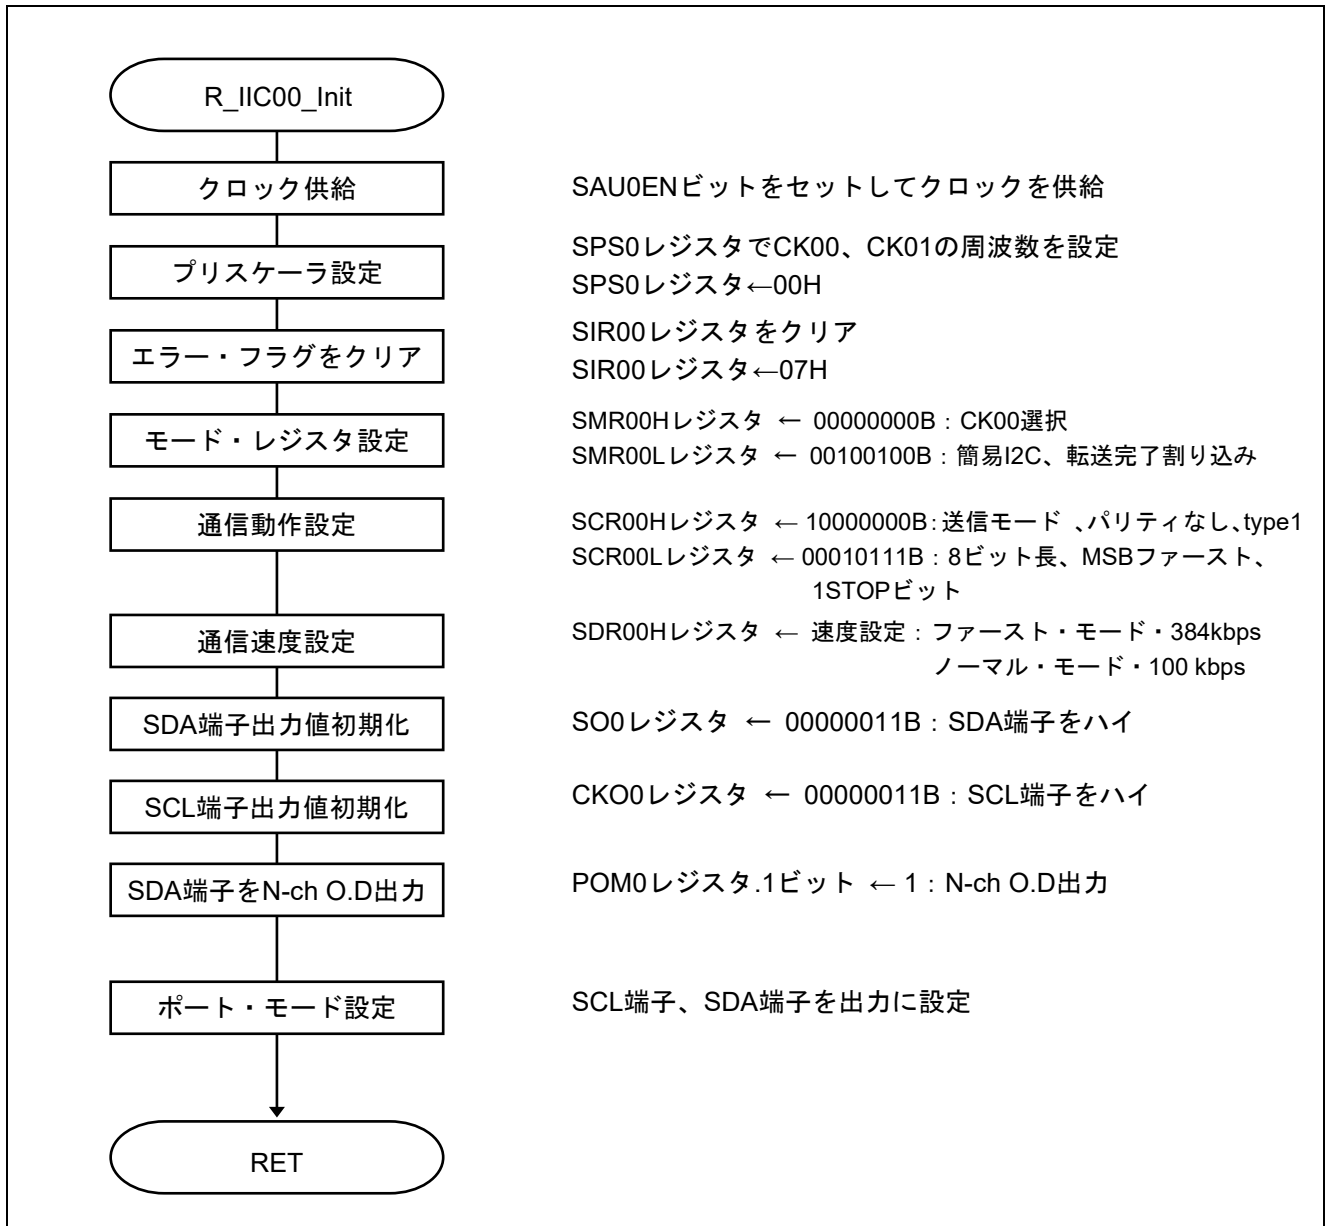 R_IIC00_Init
クロック供給
SAU0ENビットをセットしてクロックを供給
プリスケーラ設定
SPS0レジスタでCK00、CK01の周波数を設定
SPS0レジスタ←00H
エラー・フラグをクリア
SIR00レジスタをクリア
SIR00レジスタ←07H
モード・レジスタ設定
SMR00Hレジスタ ← 00000000B：CK00選択
SMR00Lレジスタ ← 00100100B：簡易I2C、転送完了割り込み
通信動作設定
SCR00Hレジスタ ← 10000000B：送信モード 、パリティなし、type1
SCR00Lレジスタ ← 00010111B：8ビット長、MSBファースト、
1STOPビット
通信速度設定
SDR00Hレジスタ ← 速度設定：ファースト・モード・384kbps
ノーマル・モード・100 kbps
SDA端子出力値初期化
SO0レジスタ ← 00000011B：SDA端子をハイ
SCL端子出力値初期化
CKO0レジスタ ← 00000011B：SCL端子をハイ
SDA端子をN-ch O.D出力
POM0レジスタ.1ビット ← 1：N-ch O.D出力
ポート・モード設定
SCL端子、SDA端子を出力に設定
RET